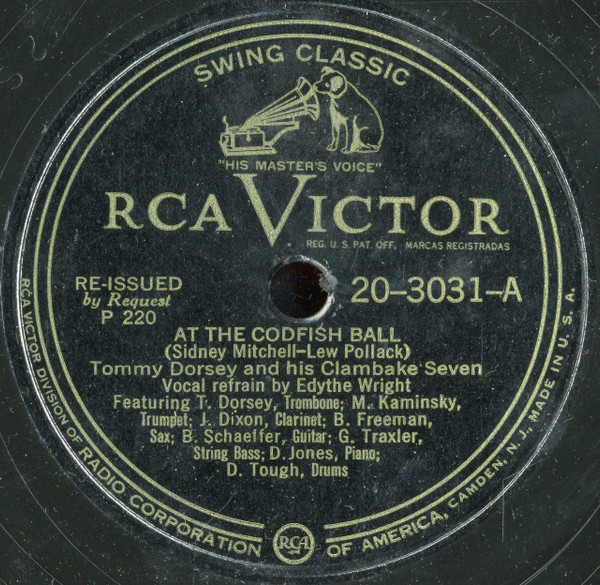 SWING CLASSIC
"HIS MASTER'S VOICE"
RCA VICTOR
REG. U.S. PAT. OFF. MARCAS REGISTRADAS
RE-ISSUED
by Request
P 220
20-3031-A
AT THE CODFISH BALL
(Sidney Mitchell-Lew Pollack)
Tommy Dorsey and his Clambake Seven
Vocal refrain by Edythe Wright
Featuring T. Dorsey, Trombone; M. Kaminsky,
Trumpet; J. Dixon, Clarinet; B. Freeman,
Sax; B. Schaeffer, Guitar; G. Traxler,
String Bass; D. Jones, Piano;
D. Tough, Drums
RCA VICTOR DIVISION OF RADIO CORPORATION OF AMERICA, CAMDEN, N. J., MADE IN U. S. A.
RCA